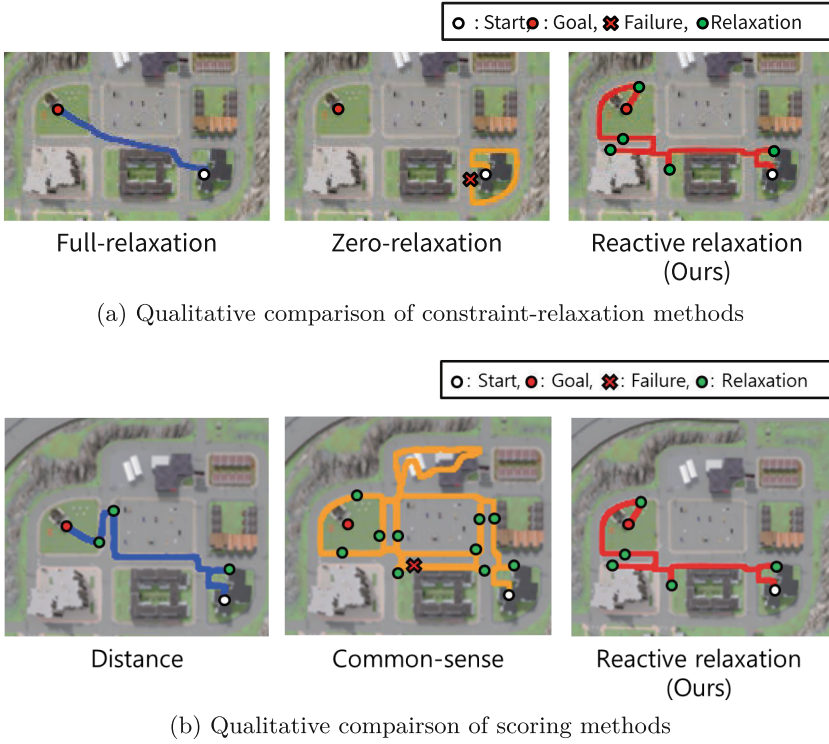 : Start, : Goal, : Failure, : Relaxation
Full-relaxation
Zero-relaxation
Reactive relaxation
(Ours)
(a) Qualitative comparison of constraint-relaxation methods
: Start, : Goal, : Failure, : Relaxation
Distance
Common-sense
Reactive relaxation
(Ours)
(b) Qualitative compairson of scoring methods